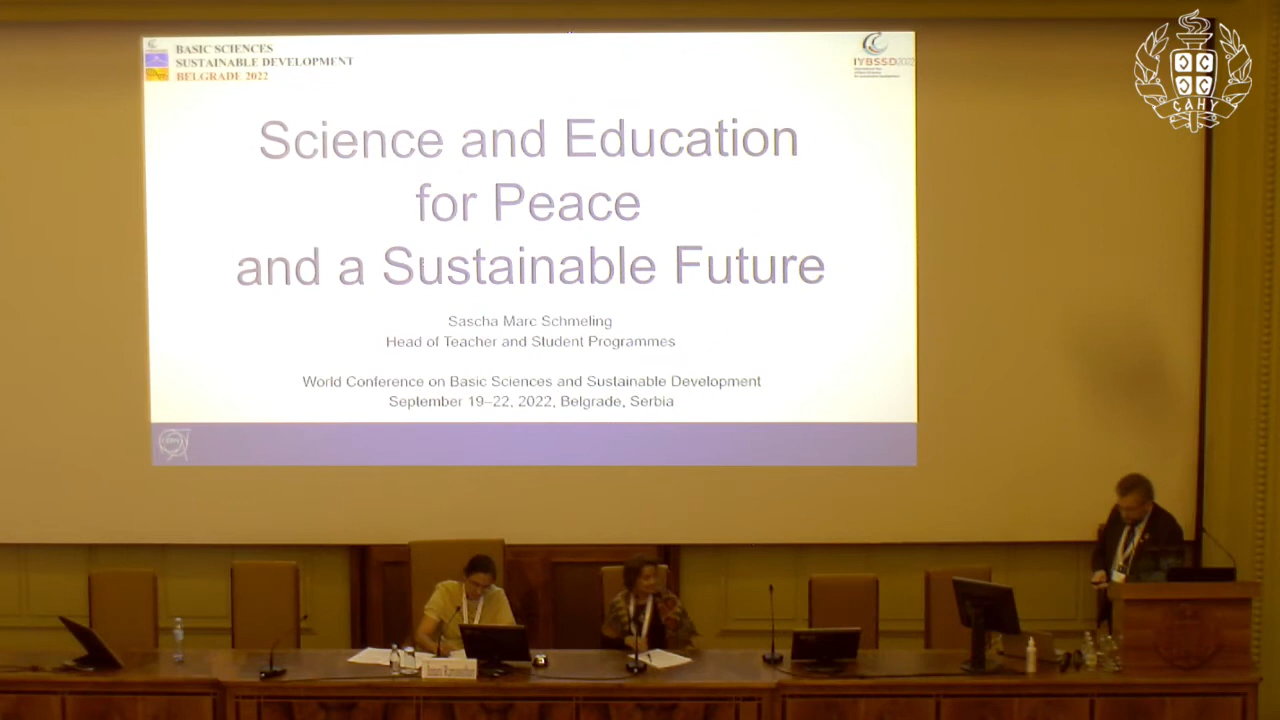 BASIC SCIENCES
SUSTAINABLE DEVELOPMENT
BELGRADE 2022
IYBSSD2022
Science and Education
for Peace
and a Sustainable Future
Sascha Marc Schmeling
Head of Teacher and Student Programmes
World Conference on Basic Sciences and Sustainable Development
September 19–22, 2022, Belgrade, Serbia
CERN
САНУ